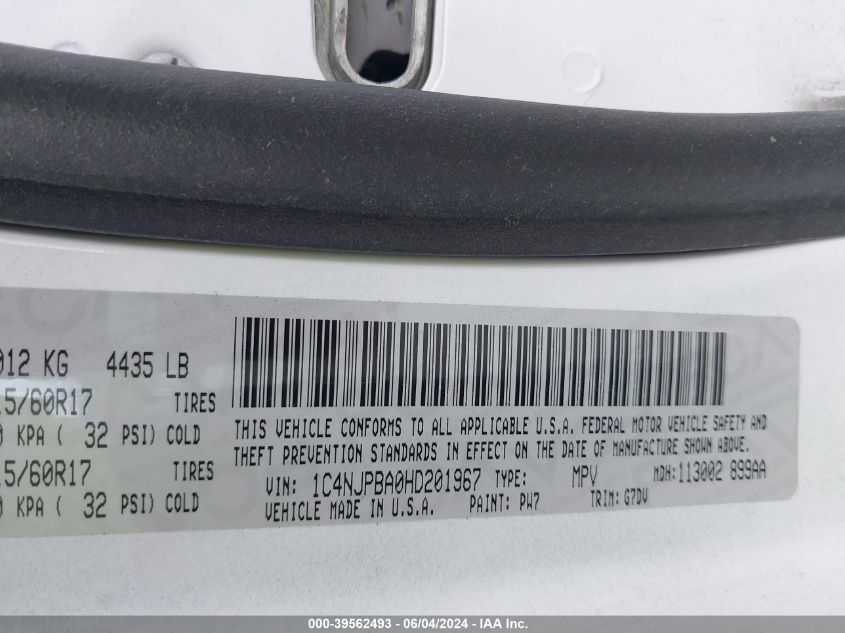 012 KG 4435 LB
5/60R17 TIRES
KPA ( 32 PSI) COLD
5/60R17 TIRES
KPA ( 32 PSI) COLD
THIS VEHICLE CONFORMS TO ALL APPLICABLE U.S.A. FEDERAL MOTOR VEHICLE SAFETY AND
THEFT PREVENTION STANDARDS IN EFFECT ON THE DATE OF MANUFACTURE SHOWN ABOVE.
VIN: 1C4NJPBA0HD201967 TYPE: MPV MDH:113002 899AA
VEHICLE MADE IN U.S.A. PAINT: PW7 TRIM: G7DV
000-39562493 - 06/04/2024 - IAA Inc.